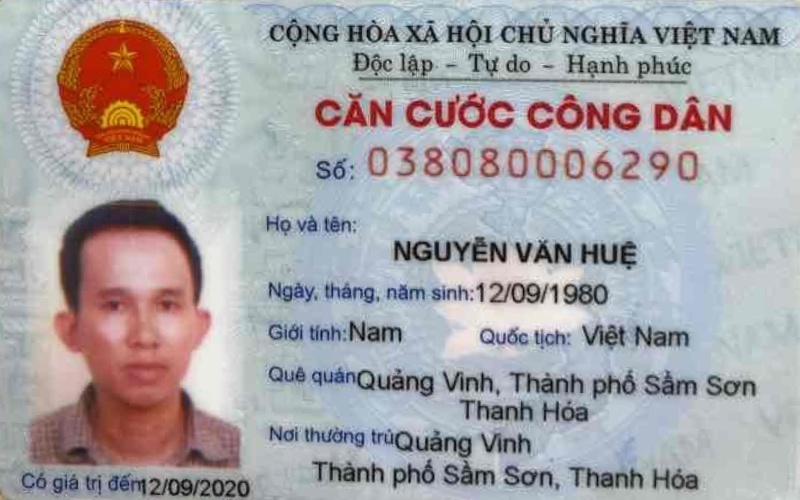 CỘNG HÒA XÃ HỘI CHỦ NGHĨA VIỆT NAM
Độc lập - Tự do - Hạnh phúc
CĂN CƯỚC CÔNG DÂN
Số: 038080006290
Họ và tên:
NGUYỄN VĂN HUỆ
Ngày, tháng, năm sinh:12/09/1980
Giới tính:Nam Quốc tịch: Việt Nam
Quê quán Quảng Vinh, Thành phố Sầm Sơn
Thanh Hóa
Nơi thường trú Quảng Vinh
Thành phố Sầm Sơn, Thanh Hóa
Có giá trị đến 12/09/2020
VIỆT NAM